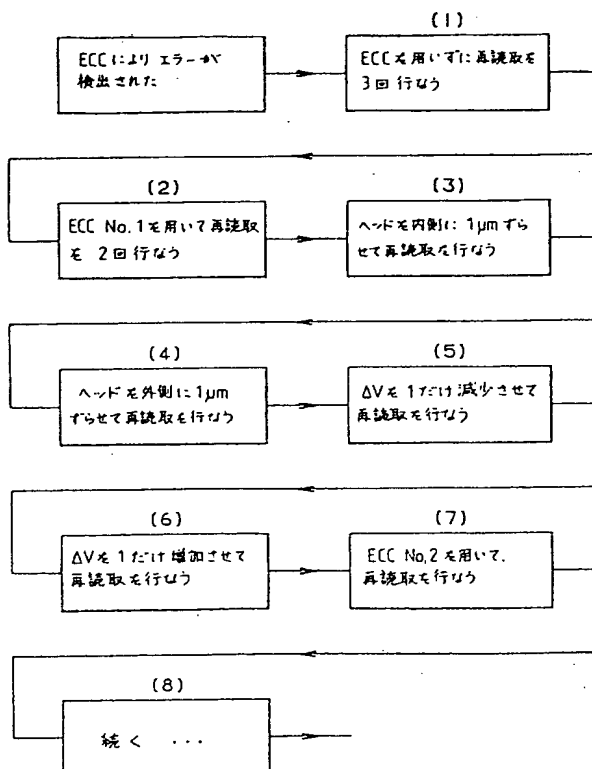 ECCによりエラーが
検出された
(1)
ECCを用いずに再読取を
3回行なう
(2)
ECC No.1を用いて再読取
を2回行なう
(3)
ヘッドを内側に1μmずら
せて再読取を行なう
(4)
ヘッドを外側に1μm
ずらせて再読取を行なう
(5)
ΔVを1だけ減少させて
再読取を行なう
(6)
ΔVを1だけ増加させて
再読取を行なう
(7)
ECC No.2を用いて、
再読取を行なう
(8)
続く ...